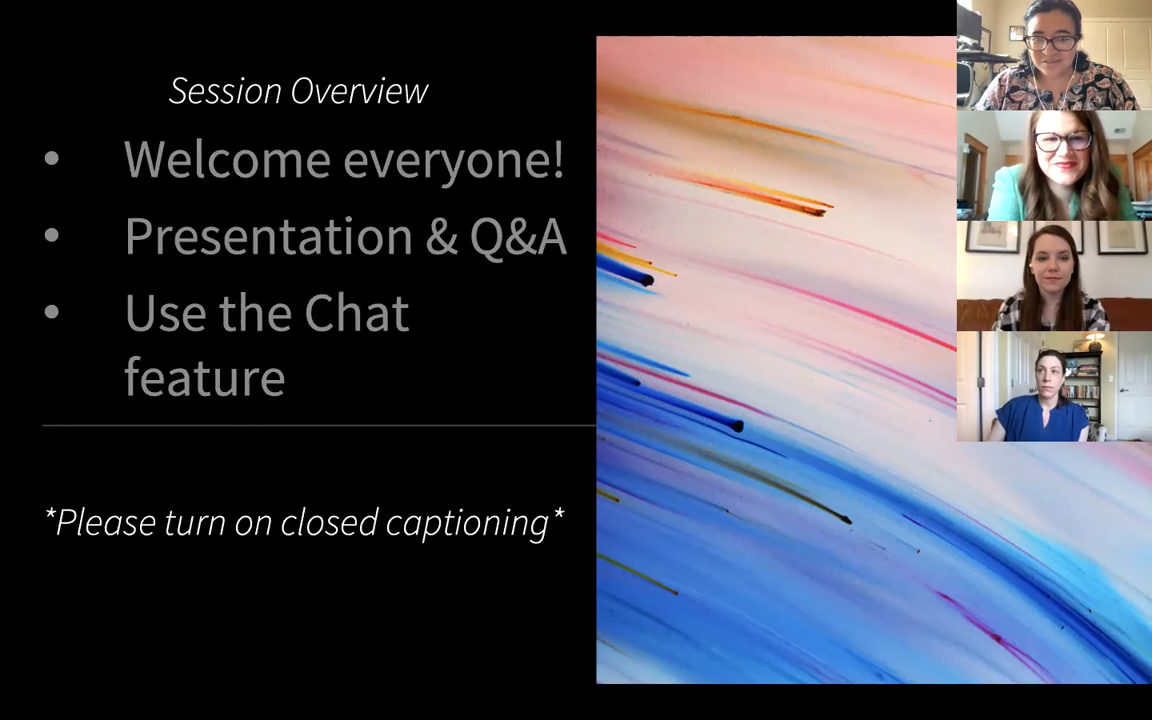 Session Overview
• Welcome everyone!
• Presentation & Q&A
• Use the Chat
feature
*Please turn on closed captioning*